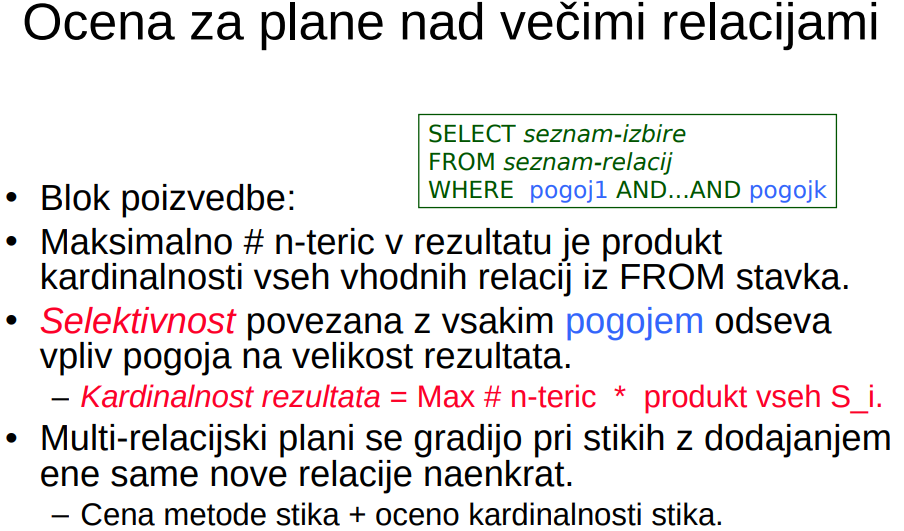 Ocena za plane nad večimi relacijami
SELECT seznam-izbire
FROM seznam-relacij
WHERE pogoj1 AND...AND pogojk
• Blok poizvedbe:
• Maksimalno # n-teric v rezultatu je produkt
kardinalnosti vseh vhodnih relacij iz FROM stavka.
• Selektivnost povezana z vsakim pogojem odseva
vpliv pogoja na velikost rezultata.
– Kardinalnost rezultata = Max # n-teric * produkt vseh S_i.
• Multi-relacijski plani se gradijo pri stikih z dodajanjem
ene same nove relacije naenkrat.
– Cena metode stika + oceno kardinalnosti stika.